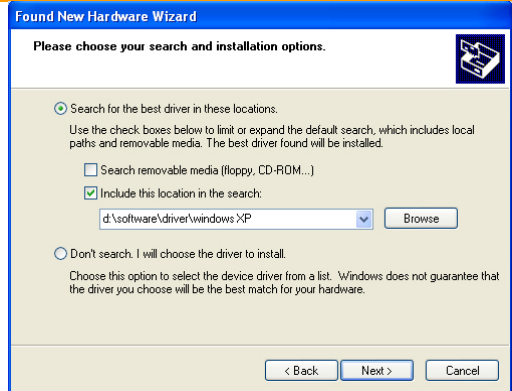 Found New Hardware Wizard
Please choose your search and installation options.
Search for the best driver in these locations.
Use the check boxes below to limit or expand the default search, which includes local
paths and removable media. The best driver found will be installed.
Search removable media (floppy, CD-ROM...)
Include this location in the search:
d:\software\driver\windows XP
Browse
Don't search. I will choose the driver to install.
Choose this option to select the device driver from a list. Windows does not guarantee that
the driver you choose will be the best match for your hardware.
< Back Next > Cancel